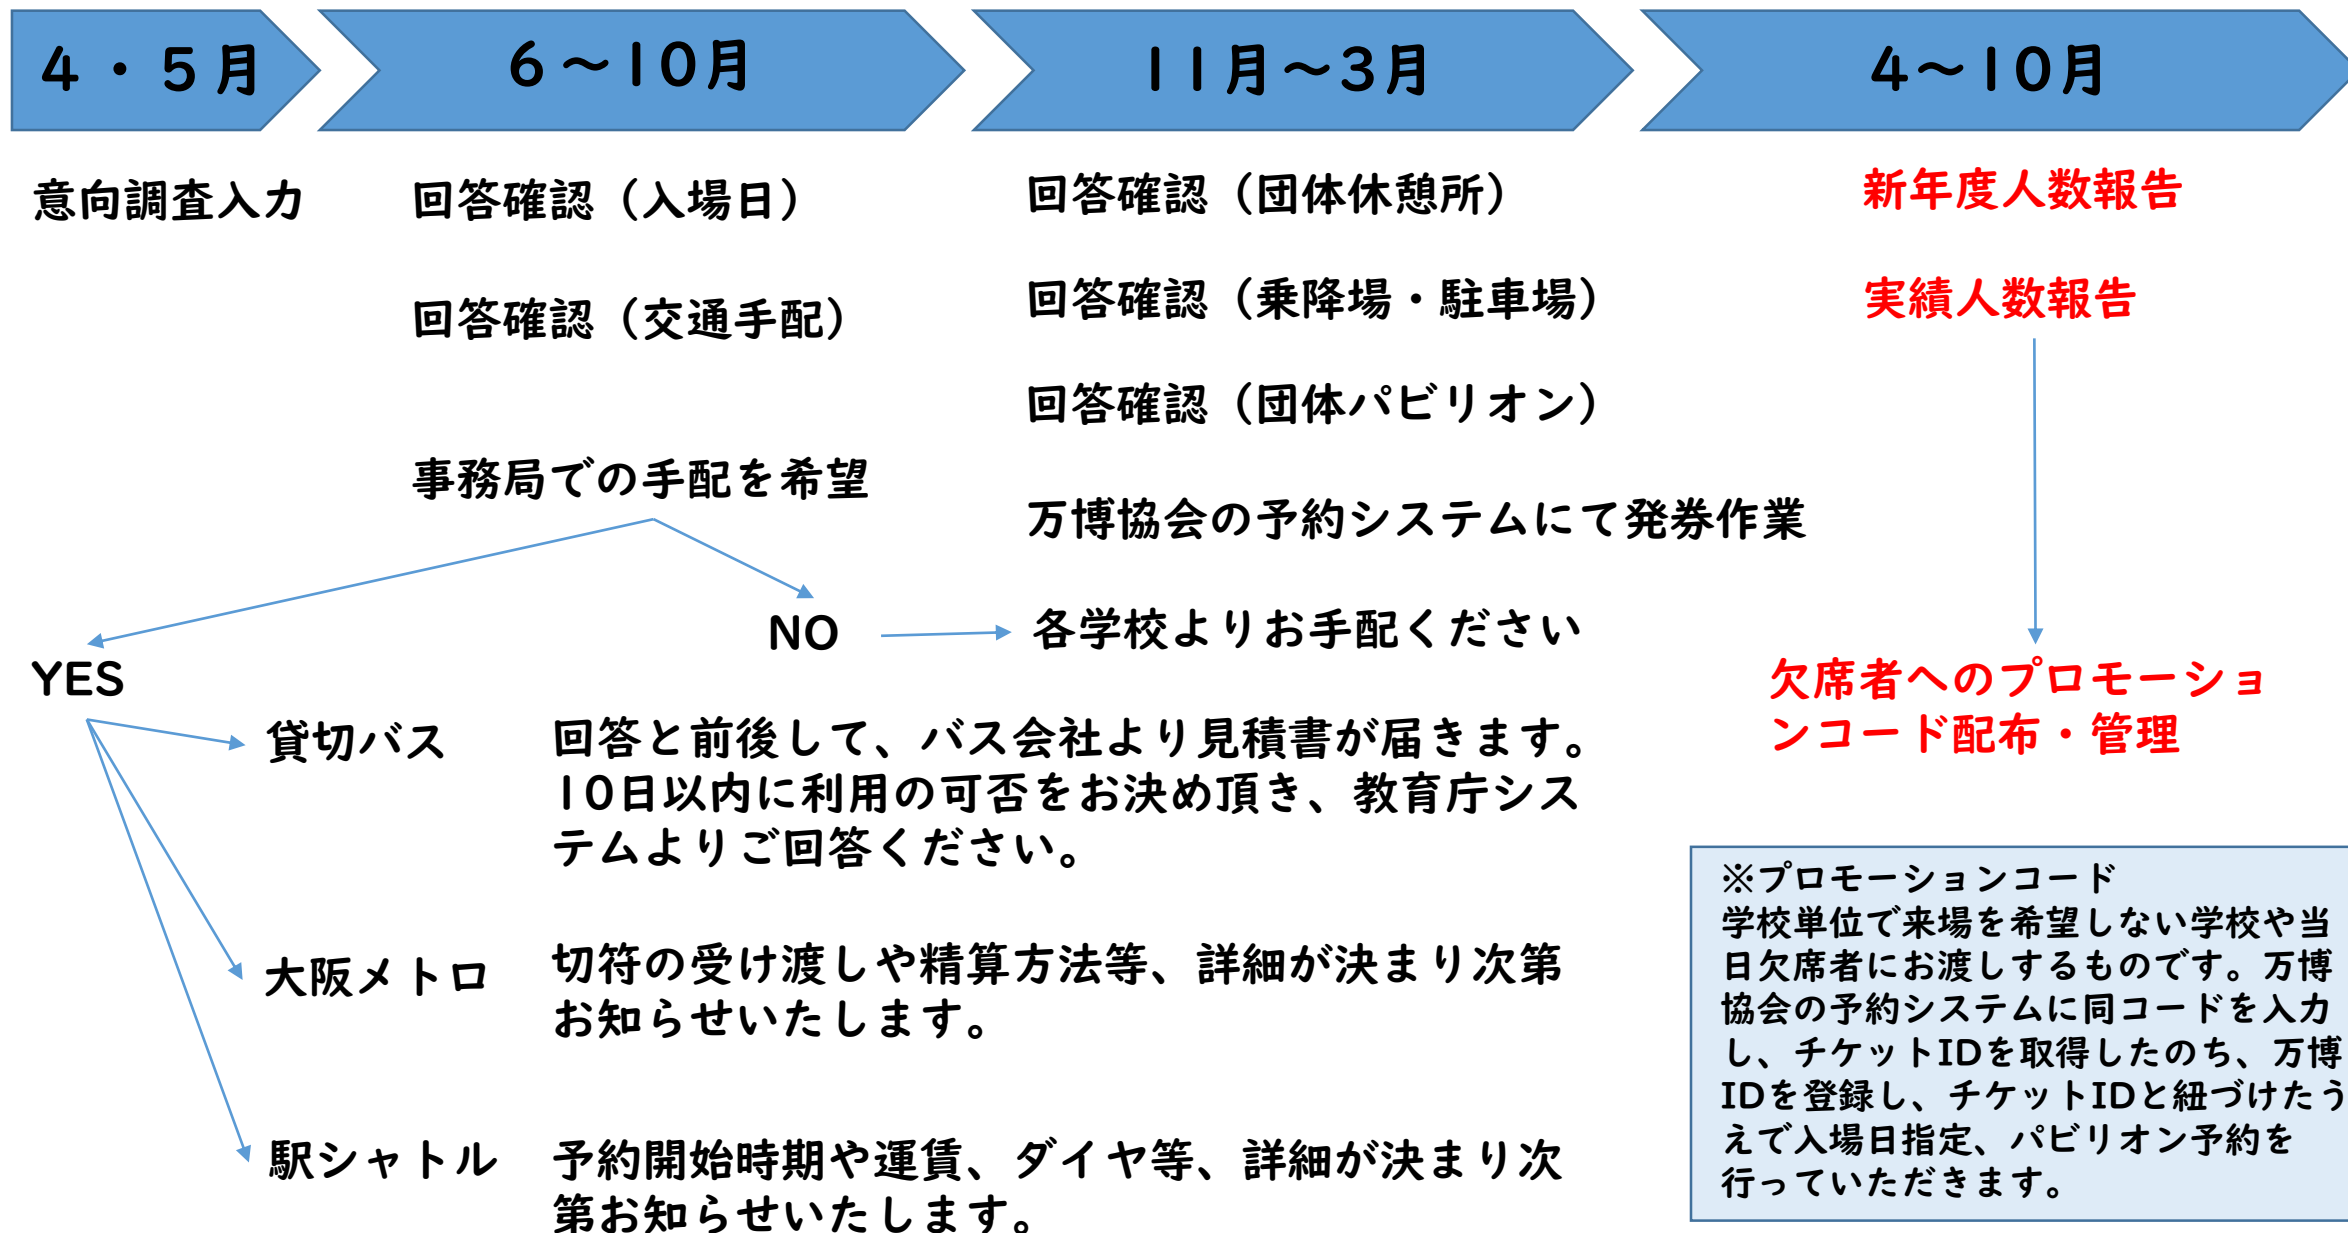 4・5月
6～10月
11月～3月
4～10月
意向調査入力
回答確認（入場日）
回答確認（交通手配）
事務局での手配を希望
YES
NO
各学校よりお手配ください
貸切バス
回答と前後して、バス会社より見積書が届きます。
10日以内に利用の可否をお決め頂き、教育庁シス
テムよりご回答ください。
大阪メトロ
切符の受け渡しや精算方法等、詳細が決まり次第
お知らせいたします。
駅シャトル
予約開始時期や運賃、ダイヤ等、詳細が決まり次
第お知らせいたします。
回答確認（団体休憩所）
回答確認（乗降場・駐車場）
回答確認（団体パビリオン）
万博協会の予約システムにて発券作業
新年度人数報告
実績人数報告
欠席者へのプロモーショ
ンコード配布・管理
※プロモーションコード
学校単位で来場を希望しない学校や当
日欠席者にお渡しするものです。万博
協会の予約システムに同コードを入力
し、チケットIDを取得したのち、万博
IDを登録し、チケットIDと紐づけたう
えで入場日指定、パビリオン予約を
行っていただきます。